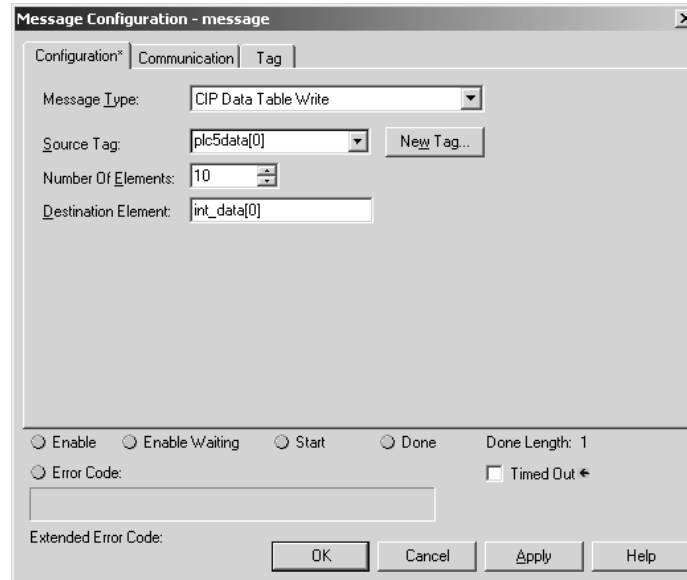 Message Configuration - message
Configuration* Communication Tag
Message Type: CIP Data Table Write
Source Tag: plc5data[0] New Tag...
Number Of Elements: 10
Destination Element: int_data[0]
Enable Enable Waiting Start Done Done Length: 1
Error Code: Timed Out
Extended Error Code:
OK Cancel Apply Help